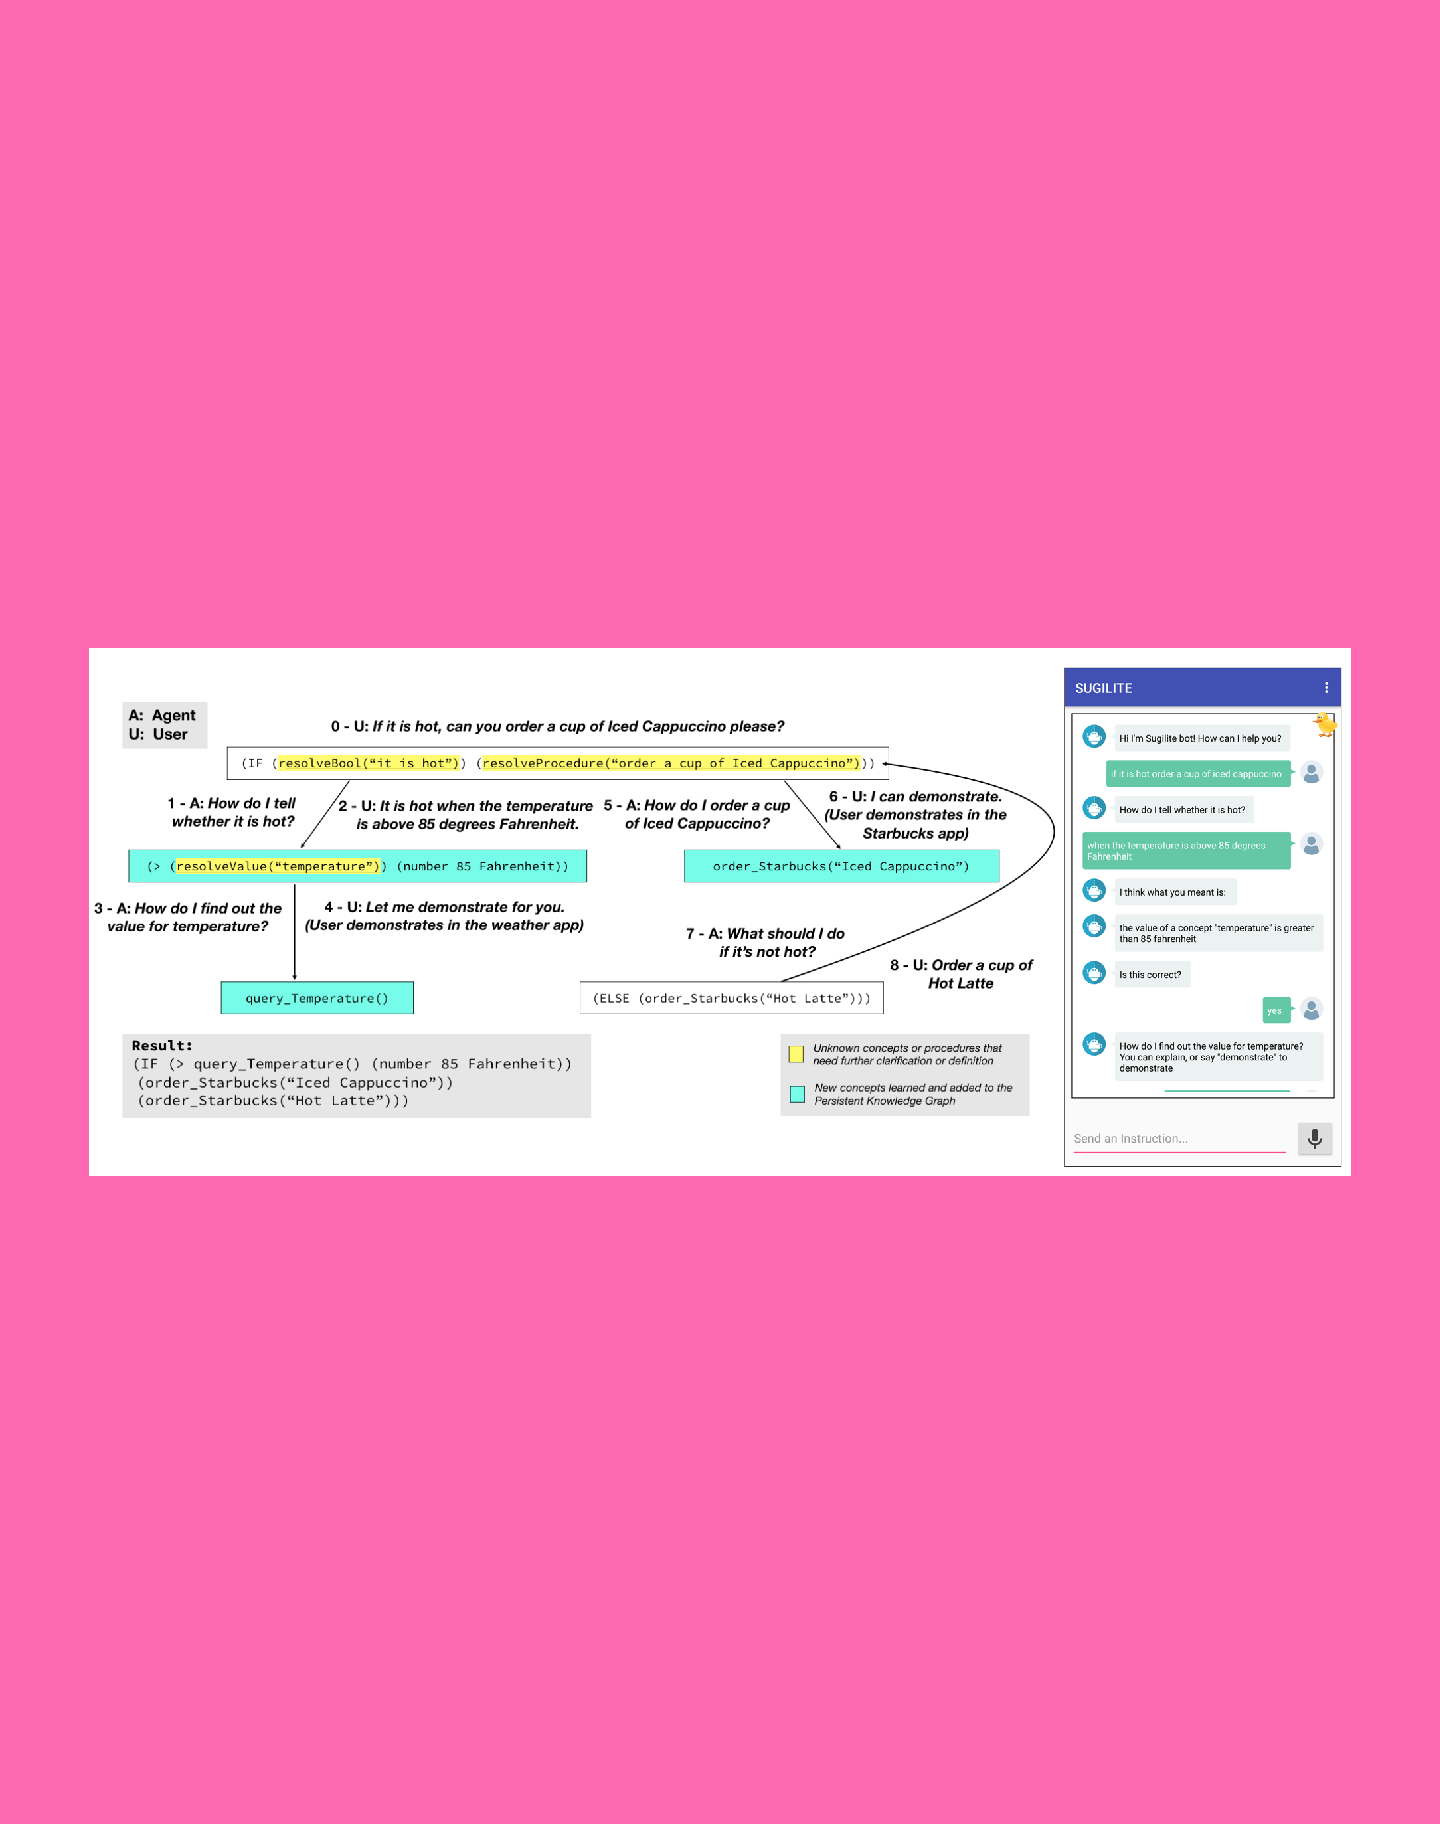 A: Agent
U: User
0 - U: If it is hot, can you order a cup of Iced Cappuccino please?
(IF (resolveBool(“it is hot”)) (resolveProcedure(“order a cup of Iced Cappuccino”)))
1 - A: How do I tell
whether it is hot?
2 - U: It is hot when the temperature
is above 85 degrees Fahrenheit.
5 - A: How do I order a cup
of Iced Cappuccino?
6 - U: I can demonstrate.
(User demonstrates in the
Starbucks app)
(> (resolveValue(“temperature”)) (number 85 Fahrenheit))
order_Starbucks(“Iced Cappuccino”)
3 - A: How do I find out the
value for temperature?
4 - U: Let me demonstrate for you.
(User demonstrates in the weather app)
7 - A: What should I do
if it’s not hot?
8 - U: Order a cup of
Hot Latte
query_Temperature()
(ELSE (order_Starbucks(“Hot Latte”)))
Result:
(IF (> query_Temperature() (number 85 Fahrenheit))
(order_Starbucks(“Iced Cappuccino”))
(order_Starbucks(“Hot Latte”)))
Unknown concepts or procedures that
need further clarification or definition
New concepts learned and added to the
Persistent Knowledge Graph
SUGILITE
Hi I'm Sugilite bot! How can I help you?
if it is hot order a cup of iced cappuccino
How do I tell whether it is hot?
when the temperature is above 85 degrees
Fahrenheit
I think what you meant is:
the value of a concept "temperature" is greater
than 85 fahrenheit
Is this correct?
yes
How do I find out the value for temperature?
You can explain, or say "demonstrate" to
demonstrate
Send an Instruction...